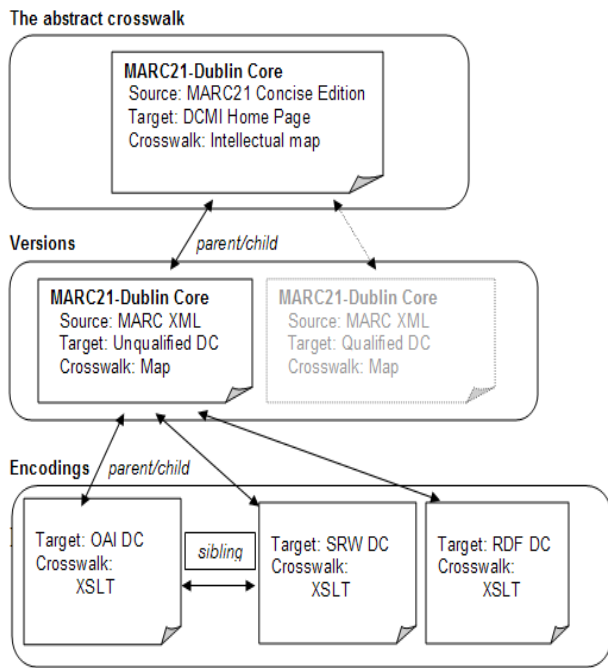 The abstract crosswalk
MARC21-Dublin Core
Source: MARC21 Concise Edition
Target: DCMI Home Page
Crosswalk: Intellectual map
Versions
parent/child
MARC21-Dublin Core
Source: MARC XML
Target: Unqualified DC
Crosswalk: Map
MARC21-Dublin Core
Source: MARC XML
Target: Qualified DC
Crosswalk: Map
Encodings
parent/child
Target: OAI DC
Crosswalk:
XSLT
sibling
Target: SRW DC
Crosswalk:
XSLT
Target: RDF DC
Crosswalk:
XSLT